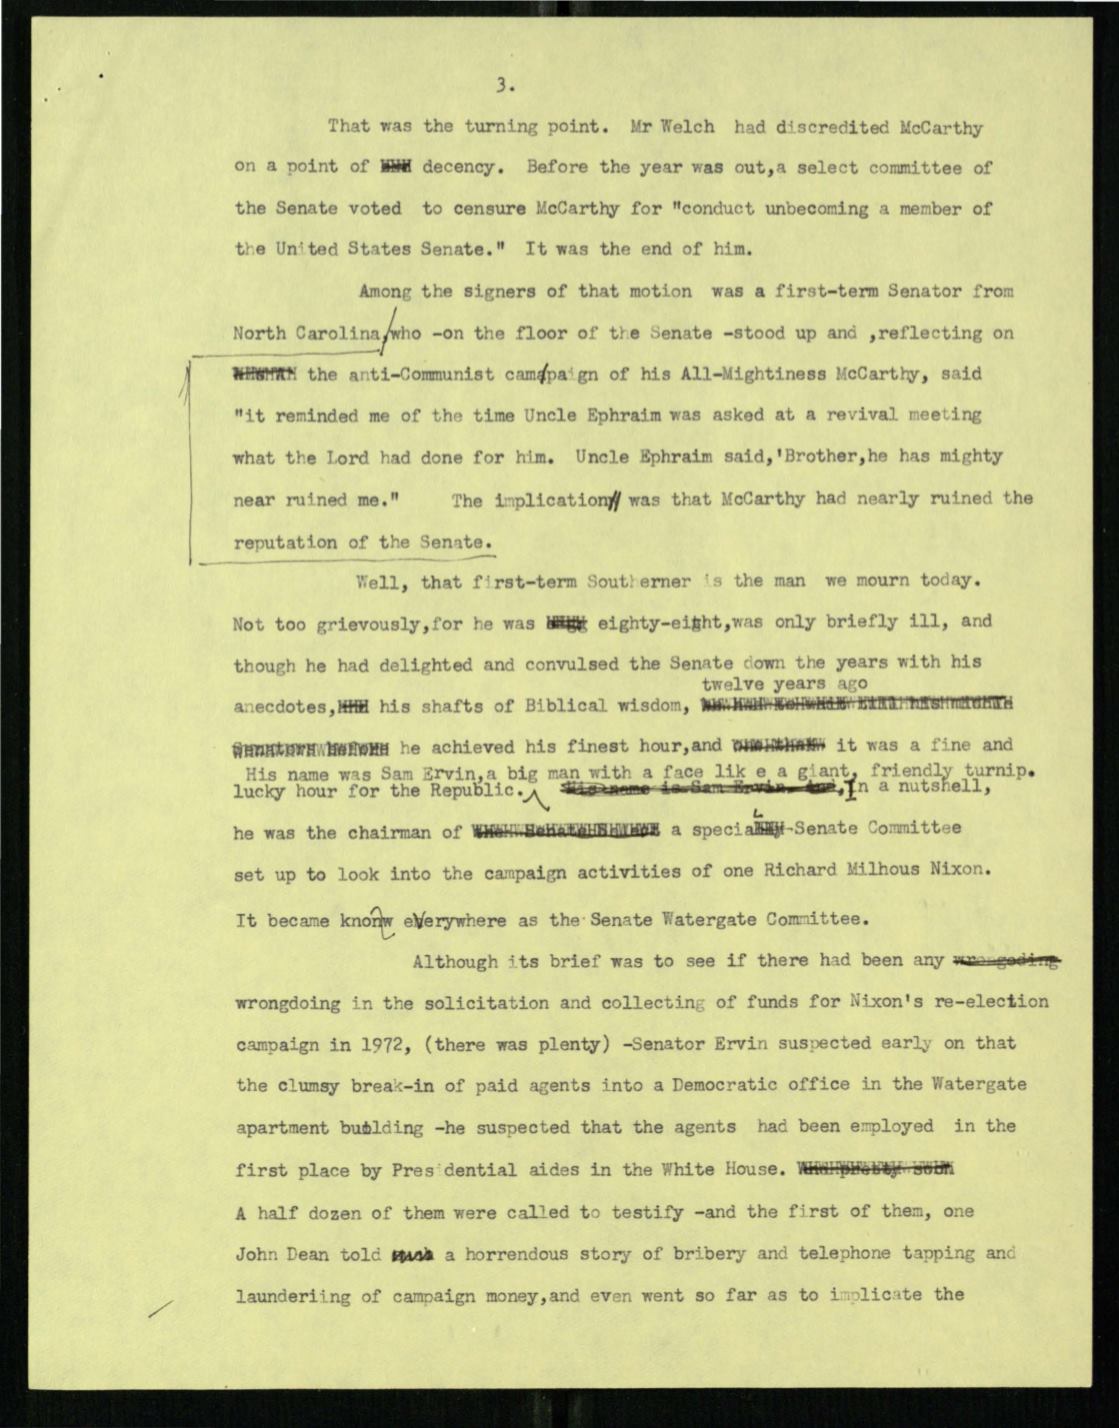 3.
That was the turning point. Mr Welch had discredited McCarthy
on a point of decency. Before the year was out,a select committee of
the Senate voted to censure McCarthy for "conduct unbecoming a member of
the United States Senate." It was the end of him.
Among the signers of that motion was a first-term Senator from
North Carolina,who -on the floor of the Senate -stood up and ,reflecting on
the anti-Communist campaign of his All-Mightiness McCarthy, said
"it reminded me of the time Uncle Ephraim was asked at a revival meeting
what the Lord had done for him. Uncle Ephraim said,'Brother,he has mighty
near ruined me." The implication was that McCarthy had nearly ruined the
reputation of the Senate.
Well, that first-term Southerner is the man we mourn today.
Not too grievously,for he was eighty-eight,was only briefly ill, and
though he had delighted and convulsed the Senate down the years with his
twelve years ago
anecdotes, his shafts of Biblical wisdom,
he achieved his finest hour,and it was a fine and
His name was Sam Ervin,a big man with a face lik e a giant, friendly turnip.
lucky hour for the Republic. His name is Sam Ervin. And, In a nutshell,
he was the chairman of a special Senate Committee
set up to look into the campaign activities of one Richard Milhous Nixon.
It became known everywhere as the Senate Watergate Committee.
Although its brief was to see if there had been any wrongoding
wrongdoing in the solicitation and collecting of funds for Nixon's re-election
campaign in 1972, (there was plenty) -Senator Ervin suspected early on that
the clumsy break-in of paid agents into a Democratic office in the Watergate
apartment building -he suspected that the agents had been employed in the
first place by Presidential aides in the White House.
A half dozen of them were called to testify -and the first of them, one
John Dean told a horrendous story of bribery and telephone tapping and
launderiing of campaign money,and even went so far as to implicate the